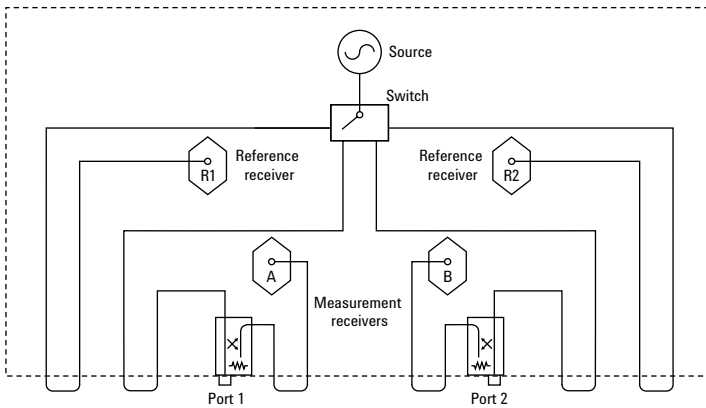 Source
Switch
Reference
receiver
R1
Reference
receiver
R2
A
B
Measurement
receivers
Port 1
Port 2